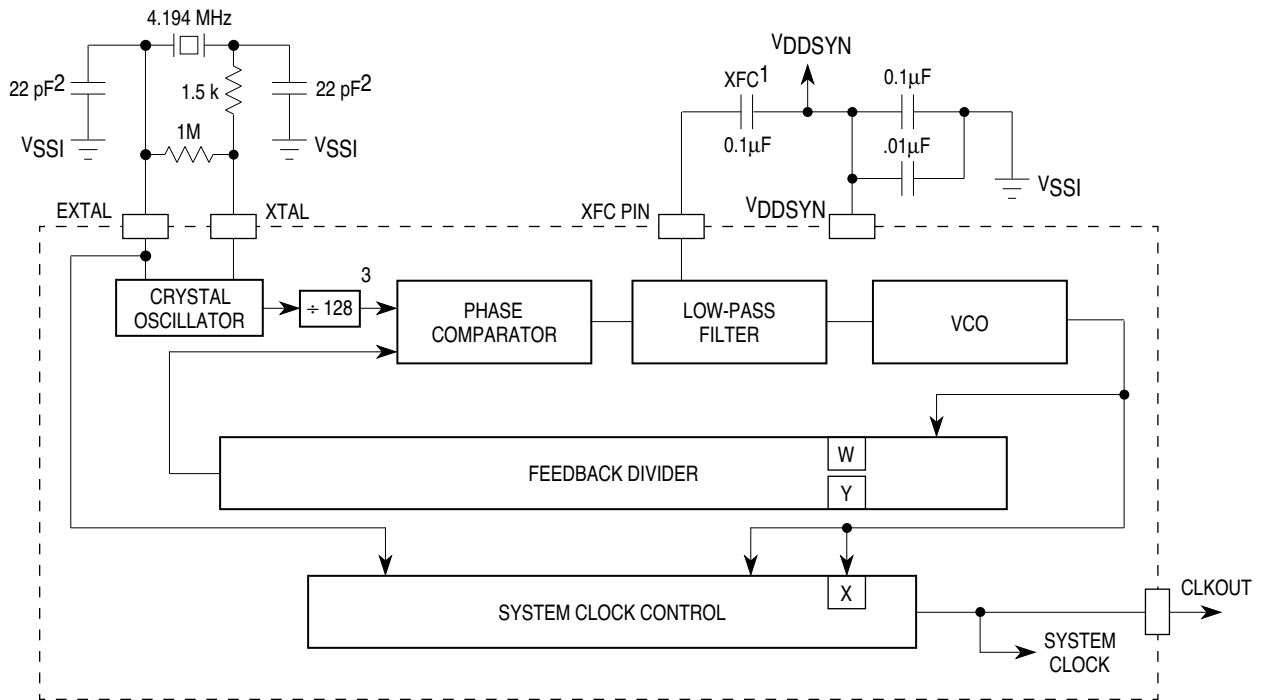 4.194 MHz
22 pF2
1.5 k
22 pF2
VSSI
1M
VSSI
VDDSYN
XFC1
0.1µF
0.1µF
.01µF
VSSI
EXTAL
XTAL
XFC PIN
VDDSYN
CRYSTAL
OSCILLATOR
÷ 128
3
PHASE
COMPARATOR
LOW-PASS
FILTER
VCO
FEEDBACK DIVIDER
W
Y
SYSTEM CLOCK CONTROL
X
CLKOUT
SYSTEM
CLOCK